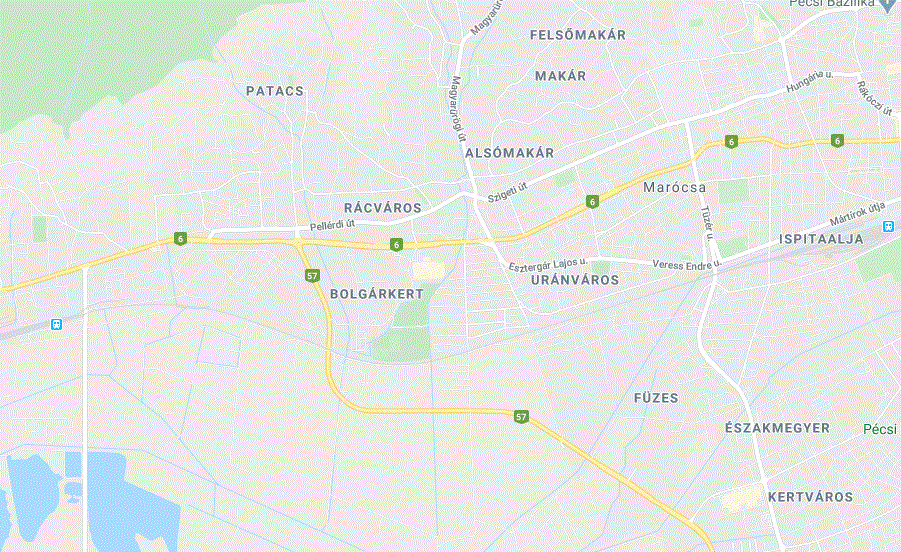 Pécsi Bazilika
Magyarür
FELSŐMAKÁR
MAKÁR
Hungária u.
Rákóczi út
PATACS
Magyarürögi út
6
6
ALSÓMAKÁR
Marócsa
Szigeti út
6
RÁCVÁROS
Mártírok útja
Pellérdi út
Tüzér u.
6
6
ISPITAALJA
Esztergár Lajos u.
Veress Endre u.
57
URÁNVÁROS
BOLGÁRKERT
FÜZES
57
ÉSZAKMEGYER
Pécsi
KERTVÁROS